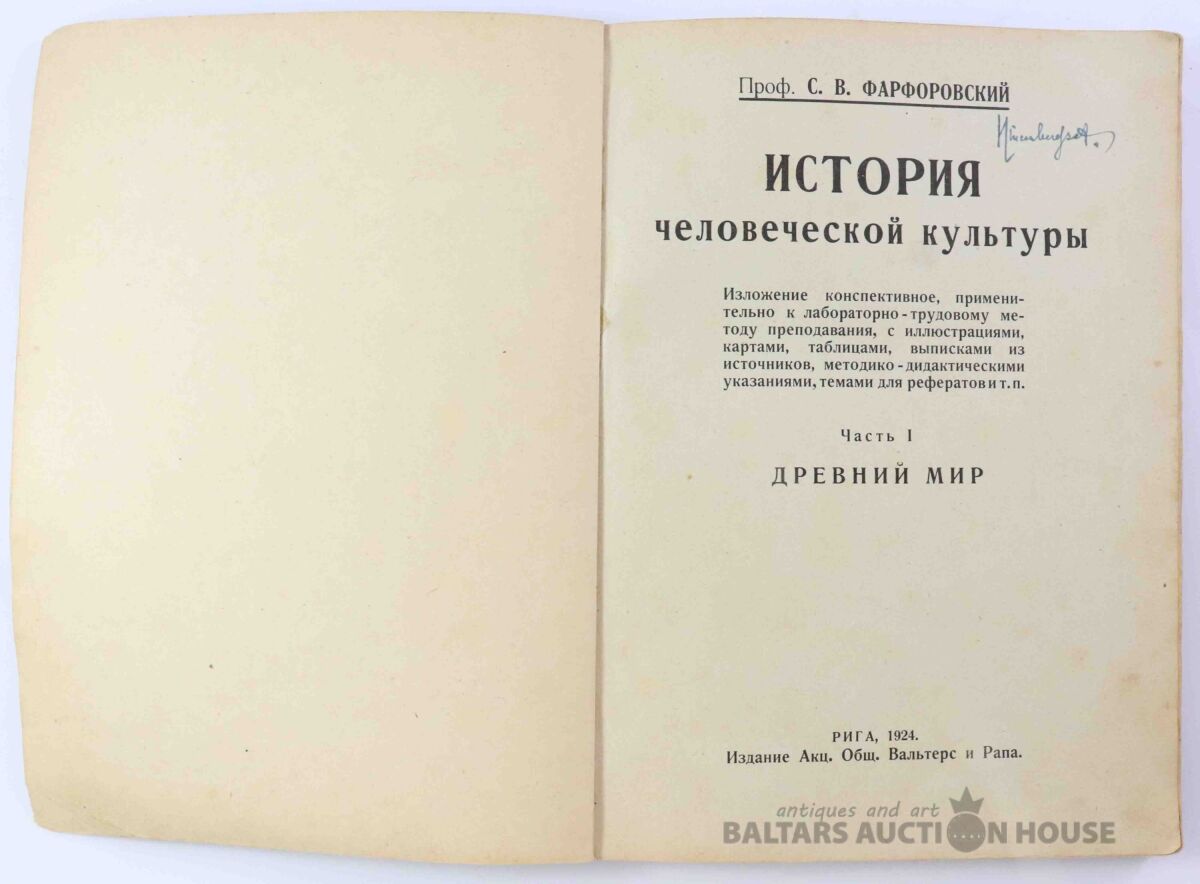 Проф. С. В. ФАРФОРОВСКИЙ
ИСТОРИЯ
человеческой культуры
Изложение конспективное, примени-
тельно к лабораторно-трудовому ме-
тоду преподавания, с иллюстрациями,
картами, таблицами, выписками из
источников, методико-дидактическими
указаниями, темами для рефератов и т. п.
Часть I
ДРЕВНИЙ МИР
РИГА, 1924.
Издание Акц. Общ. Вальтерс и Рапа.
antiques and art
BALTARS AUCTION HOUSE